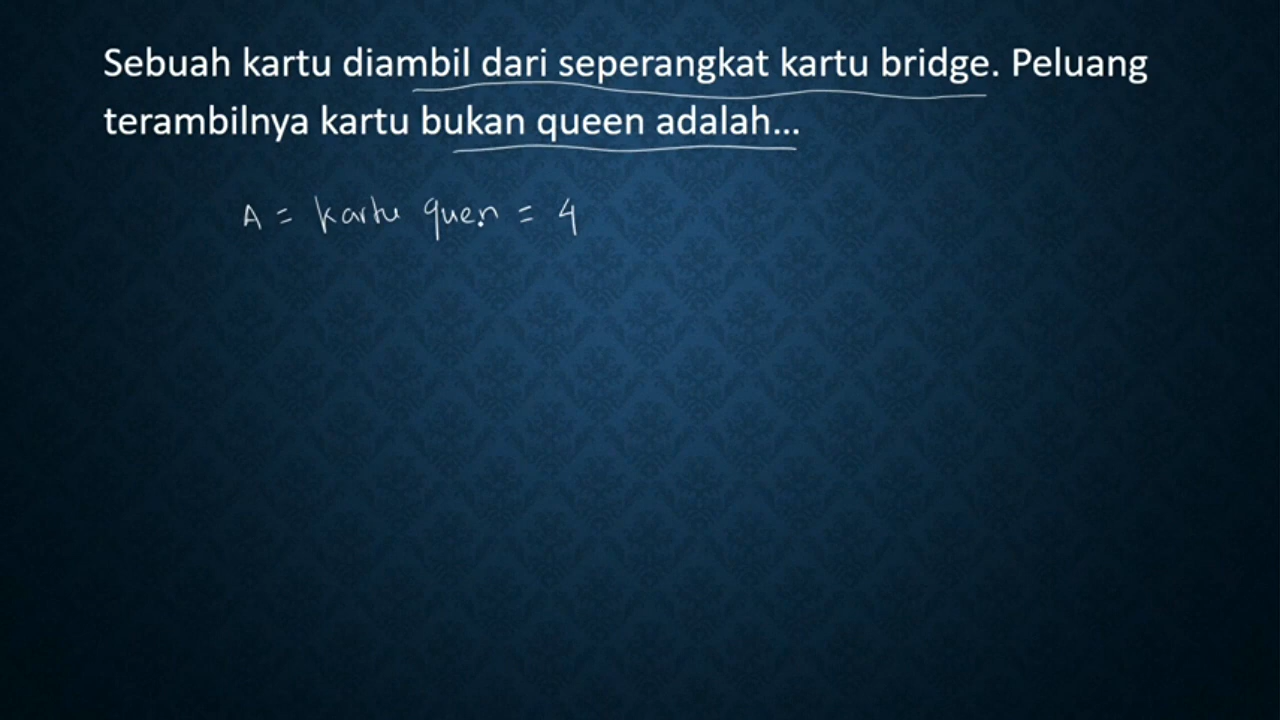 Sebuah kartu diambil dari seperangkat kartu bridge. Peluang
terambilnya kartu bukan queen adalah...
A = kartu quen = 4